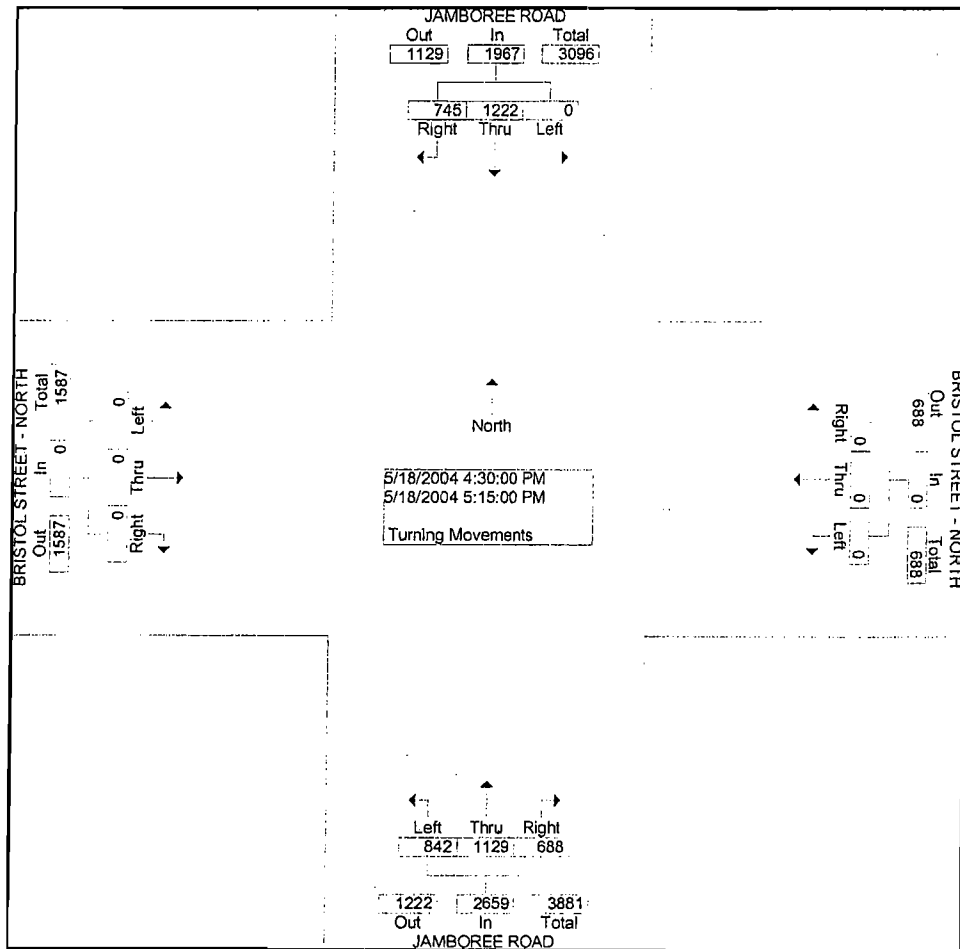 JAMBOREE ROAD
Out In Total
1129 1967 3096
745 1222 0
Right Thru Left
BRISTOL STREET - NORTH
Total In Out
1587 0 1587
0 0 0
Left Thru Right
North
5/18/2004 4:30:00 PM
5/18/2004 5:15:00 PM
Turning Movements
Right Thru Left
0 0 0
Out In Total
688 0 688
BRISTOL STREET - NORTH
Left Thru Right
842 1129 688
1222 2659 3881
Out In Total
JAMBOREE ROAD